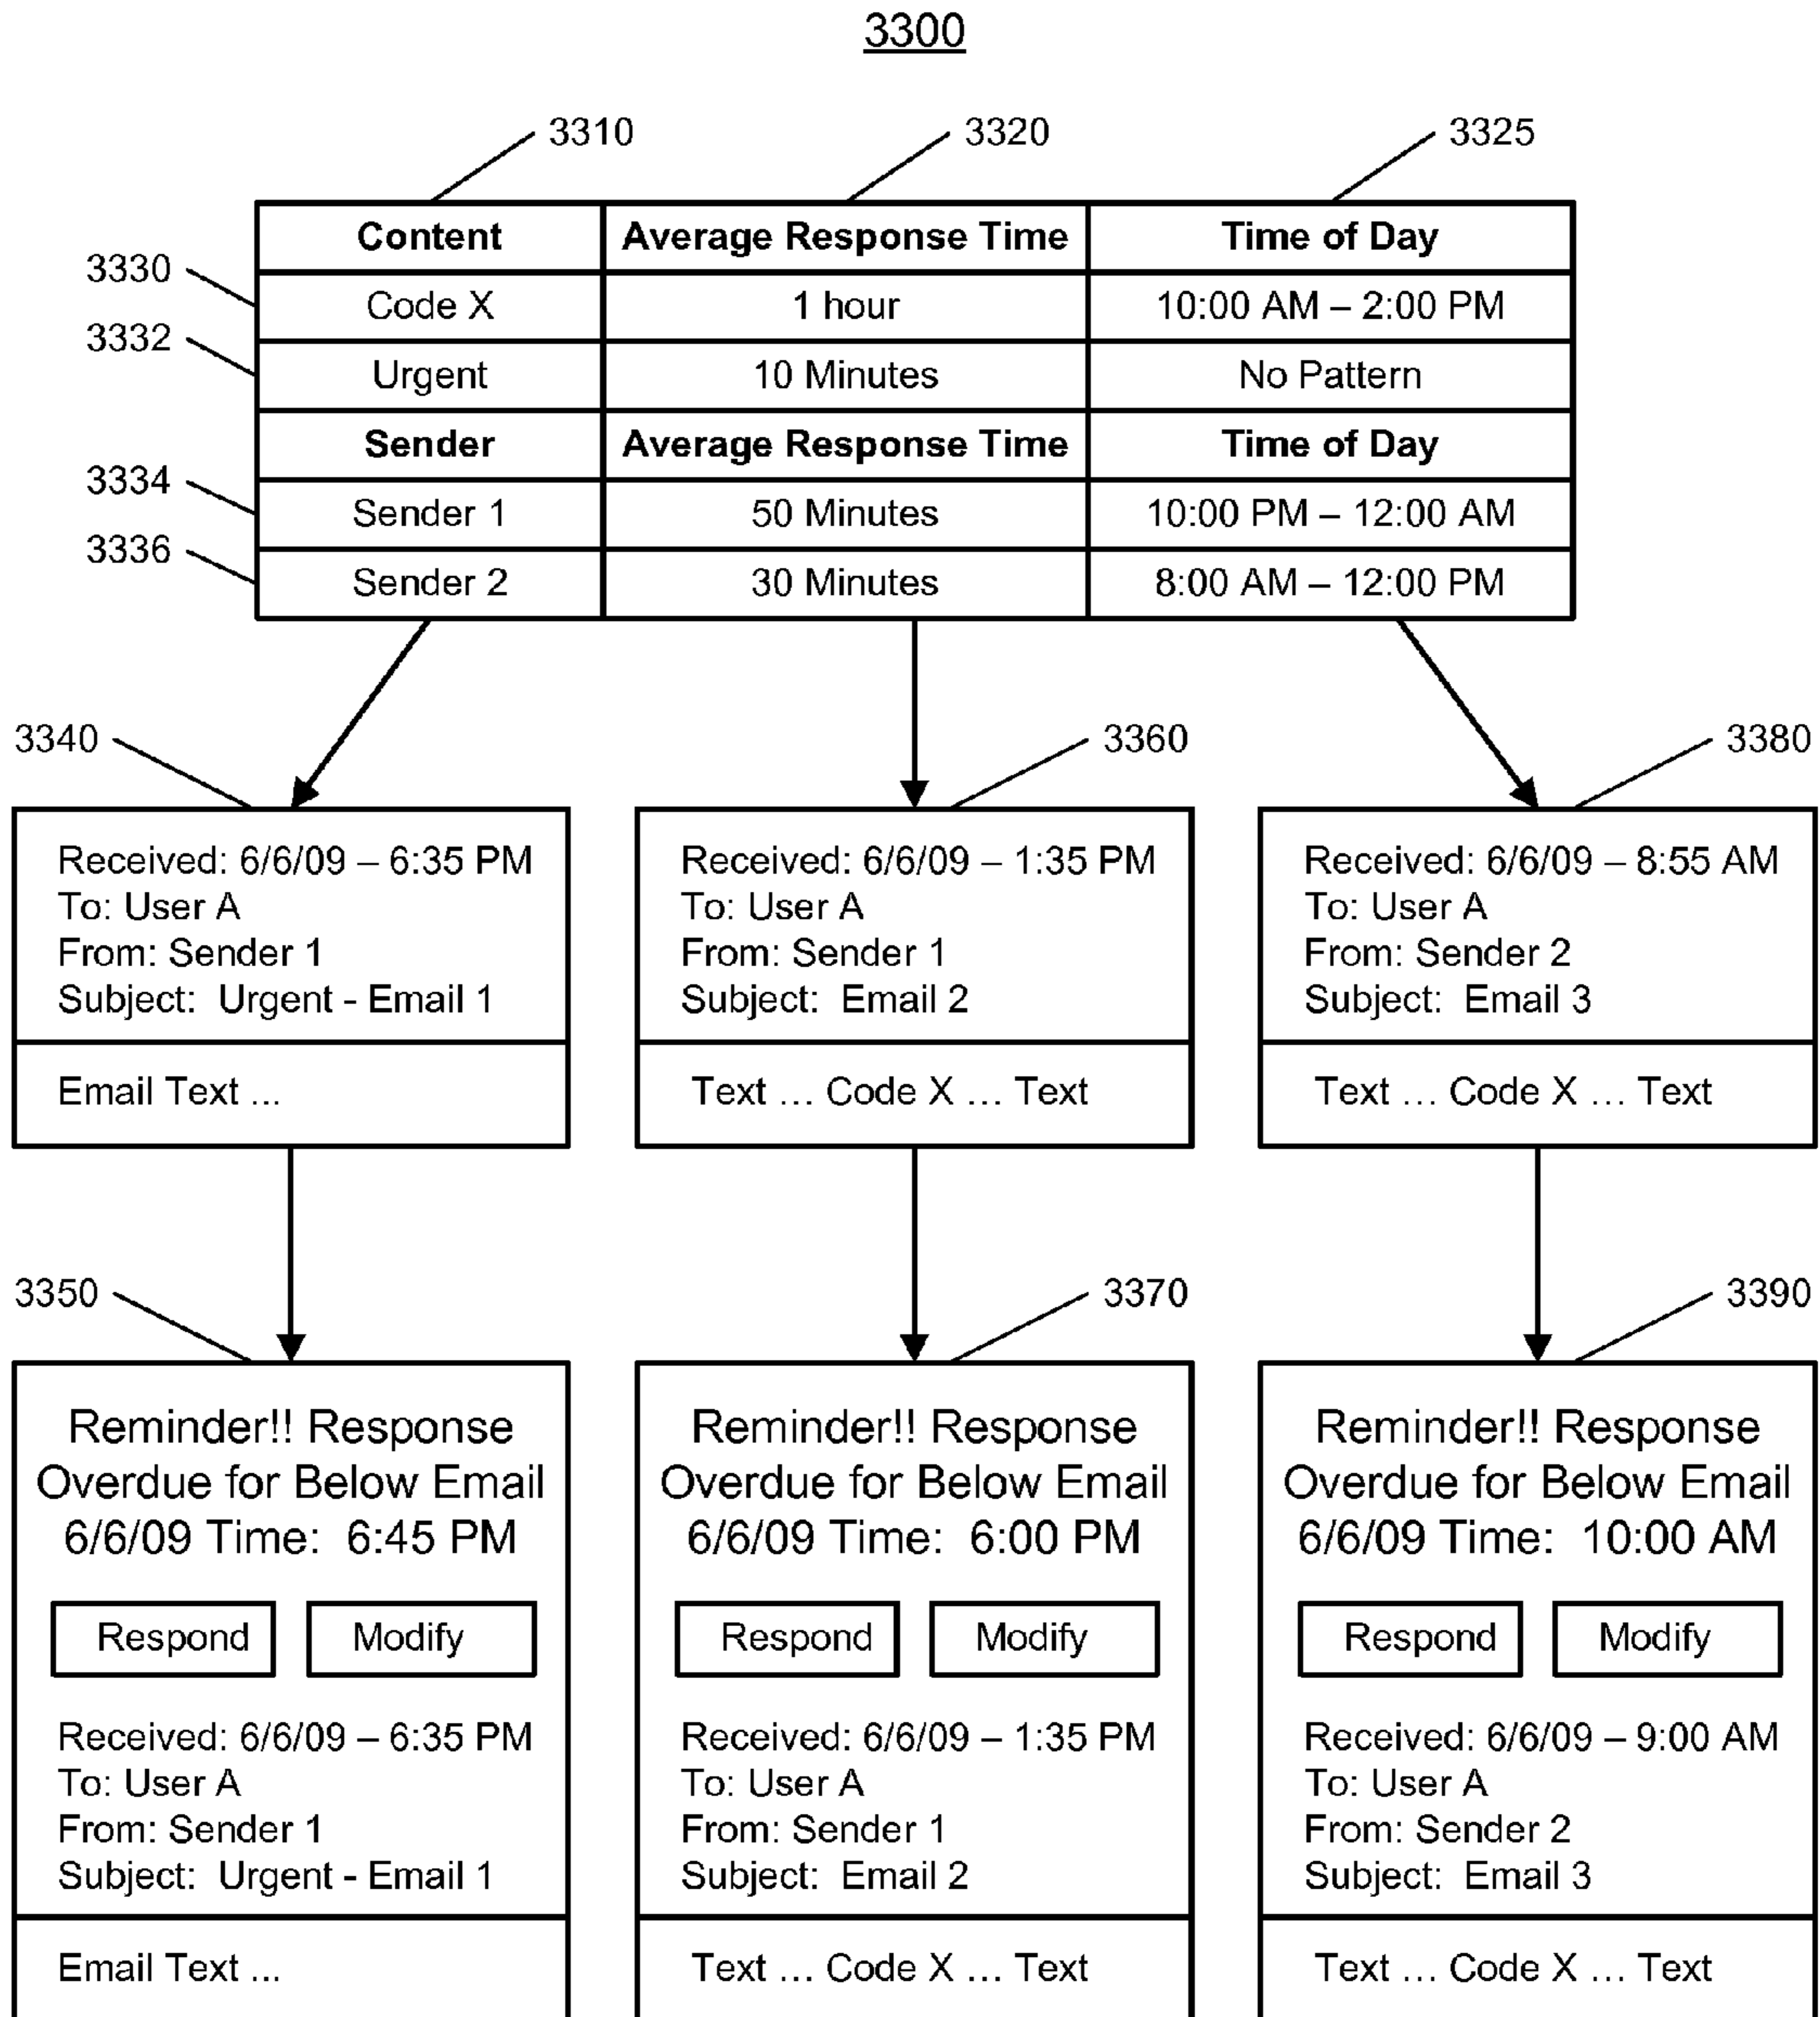 3300
3310 3320 3325
Content Average Response Time Time of Day
3330
Code X 1 hour 10:00 AM – 2:00 PM
3332
Urgent 10 Minutes No Pattern
Sender Average Response Time Time of Day
3334
Sender 1 50 Minutes 10:00 PM – 12:00 AM
3336
Sender 2 30 Minutes 8:00 AM – 12:00 PM
3340
Received: 6/6/09 – 6:35 PM
To: User A
From: Sender 1
Subject: Urgent - Email 1
Email Text ...
3360
Received: 6/6/09 – 1:35 PM
To: User A
From: Sender 1
Subject: Email 2
Text ... Code X ... Text
3380
Received: 6/6/09 – 8:55 AM
To: User A
From: Sender 2
Subject: Email 3
Text ... Code X ... Text
3350
Reminder!! Response
Overdue for Below Email
6/6/09 Time: 6:45 PM
Respond Modify
Received: 6/6/09 – 6:35 PM
To: User A
From: Sender 1
Subject: Urgent - Email 1
Email Text ...
3370
Reminder!! Response
Overdue for Below Email
6/6/09 Time: 6:00 PM
Respond Modify
Received: 6/6/09 – 1:35 PM
To: User A
From: Sender 1
Subject: Email 2
Text ... Code X ... Text
3390
Reminder!! Response
Overdue for Below Email
6/6/09 Time: 10:00 AM
Respond Modify
Received: 6/6/09 – 9:00 AM
To: User A
From: Sender 2
Subject: Email 3
Text ... Code X ... Text